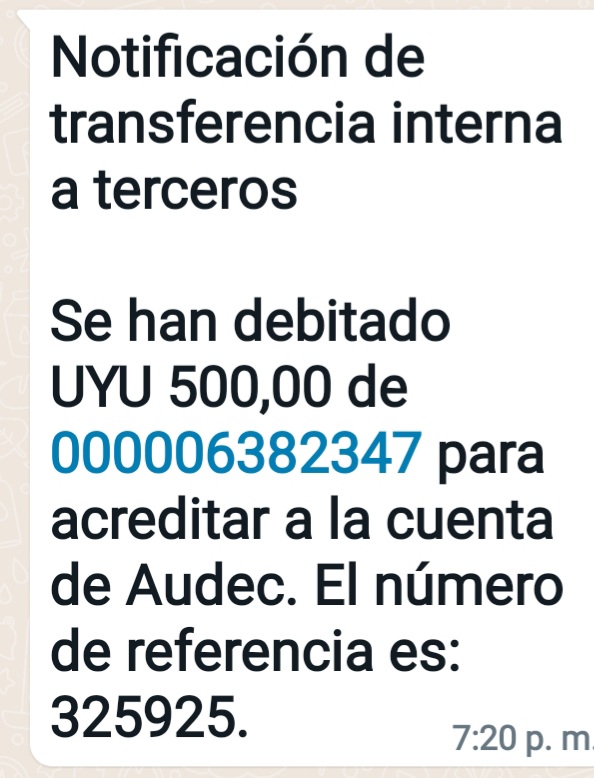 Notificación de
transferencia interna
a terceros
Se han debitado
UYU 500,00 de
000006382347 para
acreditar a la cuenta
de Audec. El número
de referencia es:
325925.
7:20 p. m.